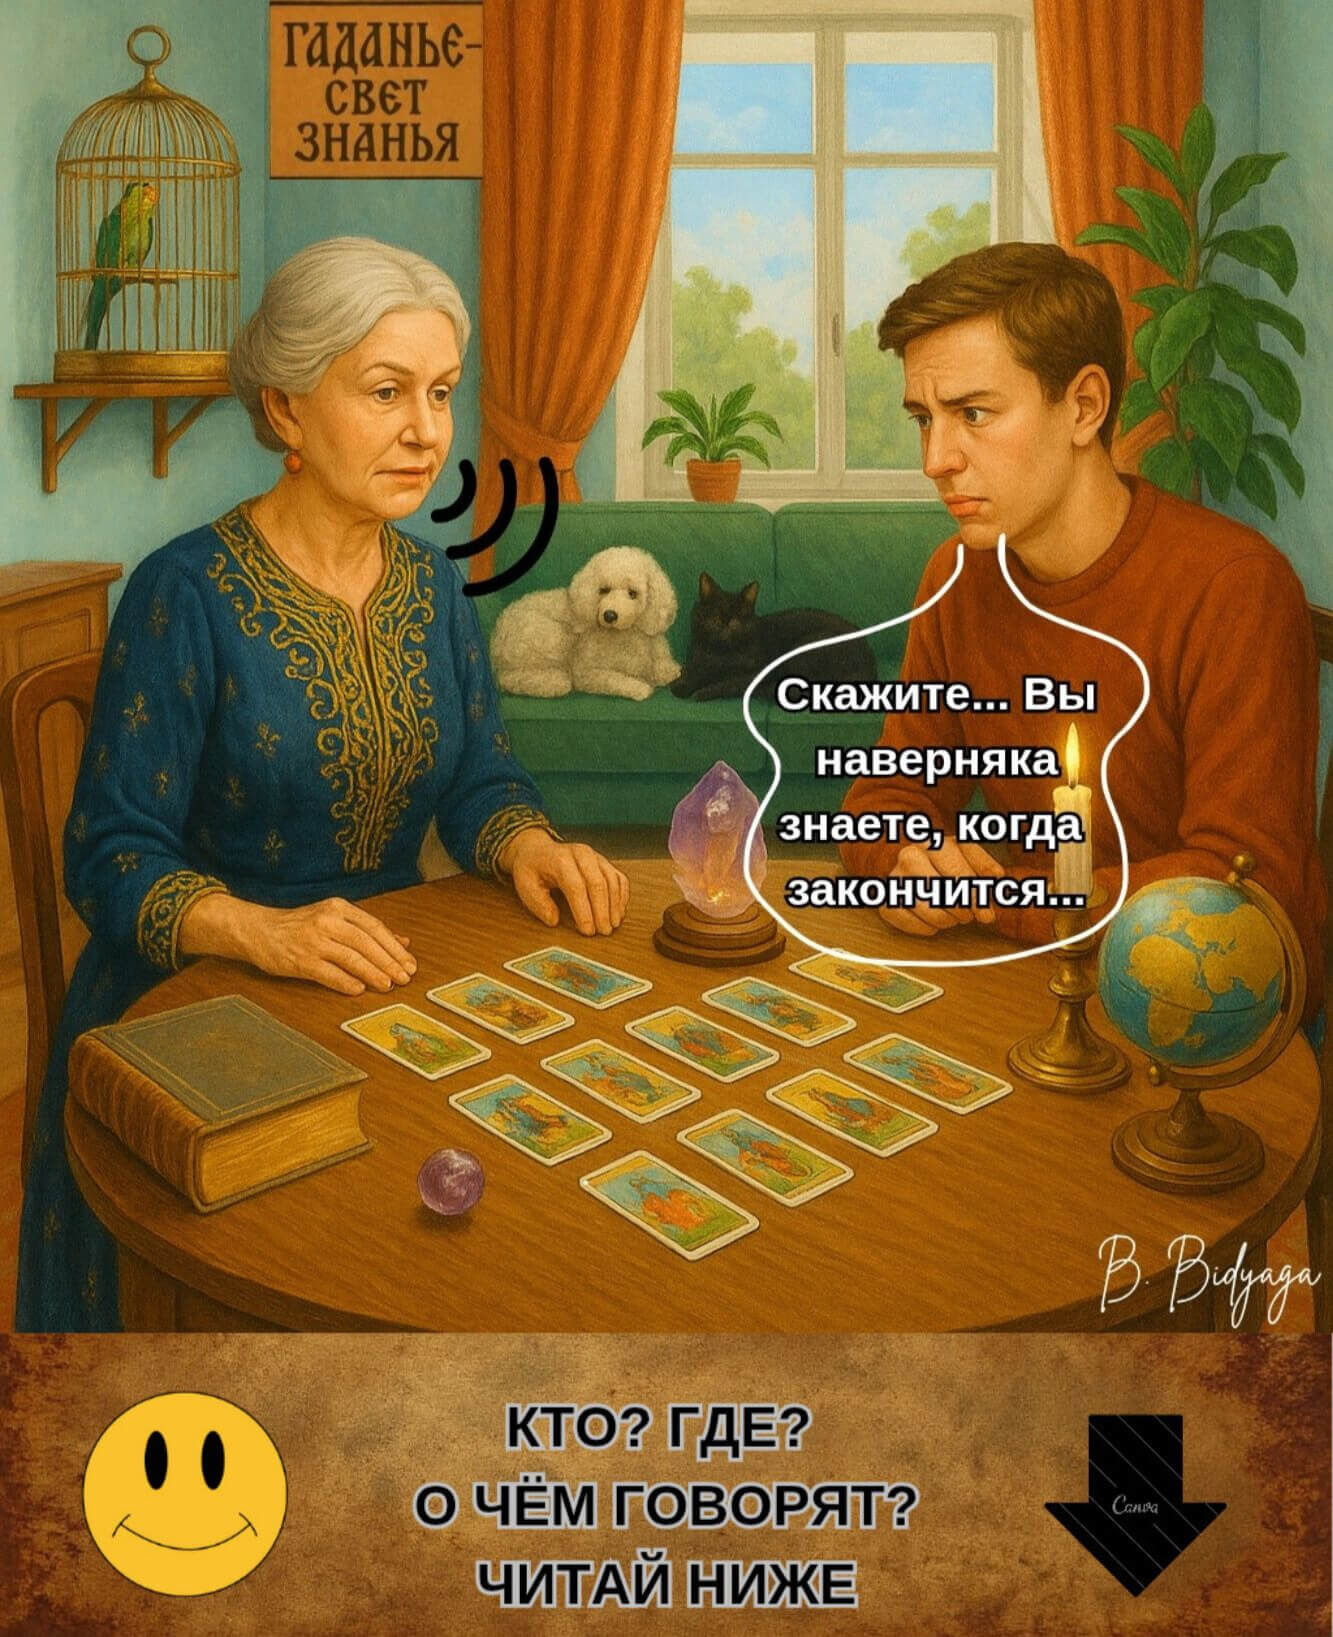 ГАДАНЬЕ-
СВЕТ
ЗНАНЬЯ
Скажите... Вы
наверняка
знаете, когда
закончится...
B. Bidyaga
КТО? ГДЕ?
О ЧЁМ ГОВОРЯТ?
ЧИТАЙ НИЖЕ
Canva